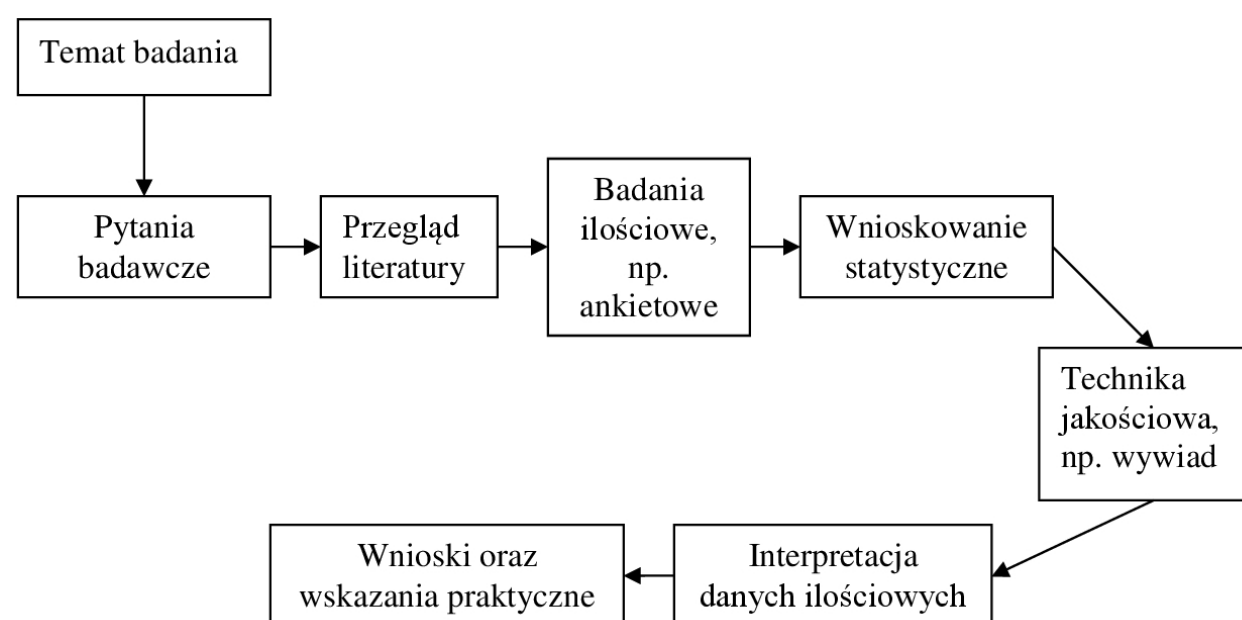 Temat badania
Pytania
badawcze
Przegląd
literatury
Badania
ilościowe,
np.
ankietowe
Wnioskowanie
statystyczne
Technika
jakościowa,
np. wywiad
Interpretacja
danych ilościowych
Wnioski oraz
wskazania praktyczne